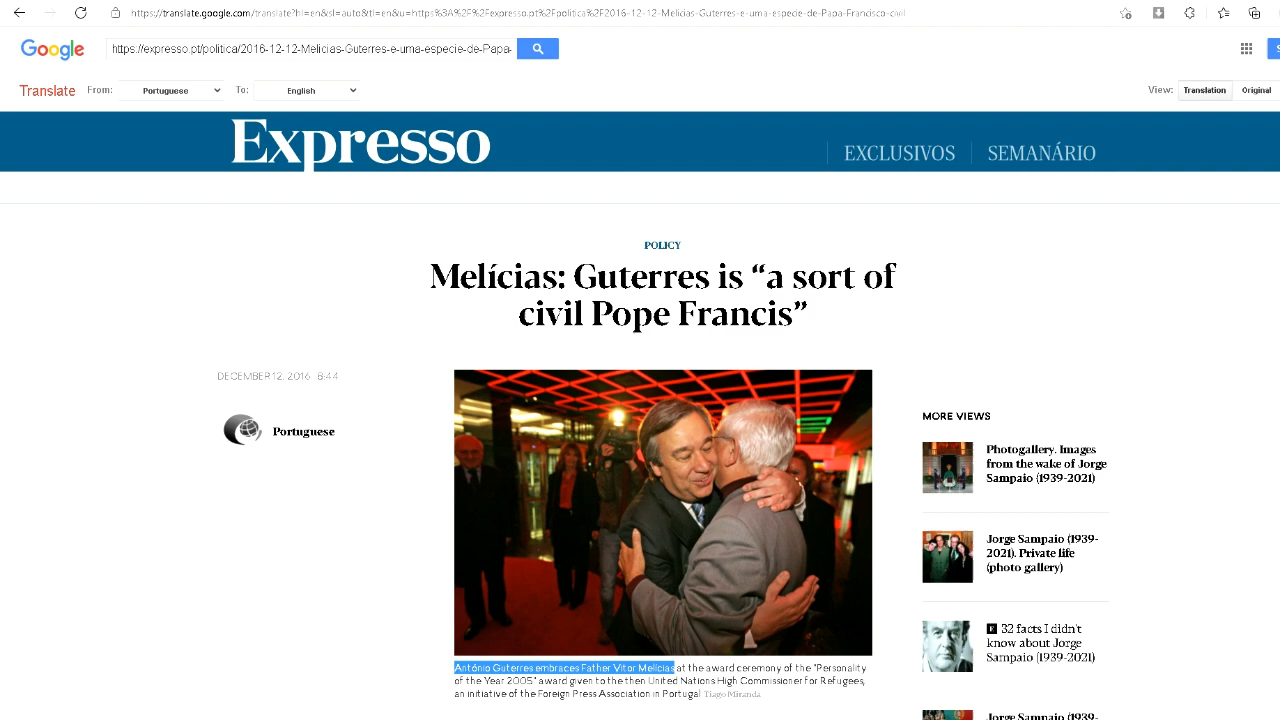 https://translate.google.com/translate?hl=en&sl=auto&tl=en&u=https%3A%2F%2Fexpresso.pt%2Fpolitica%2F2016-12-12-Melicias-Guterres-e-uma-especie-de-Papa-Francisco-civil
Google
https://expresso.pt/politica/2016-12-12-Melicias-Guterres-e-uma-especie-de-Papa-
S
Translate From: Portuguese To: English View: Translation Original
Expresso
EXCLUSIVOS SEMANÁRIO
POLICY
Melícias: Guterres is “a sort of
civil Pope Francis”
DECEMBER 12, 2016 8:44
Portuguese
António Guterres embraces Father Vitor Melícias at the award ceremony of the "Personality
of the Year 2005" award given to the then United Nations High Commissioner for Refugees,
an initiative of the Foreign Press Association in Portugal Tiago Miranda
MORE VIEWS
Photogallery. Images
from the wake of Jorge
Sampaio (1939-2021)
Jorge Sampaio (1939-
2021). Private life
(photo gallery)
E 32 facts I didn't
know about Jorge
Sampaio (1939-2021)
Jorge Sampaio (1939-